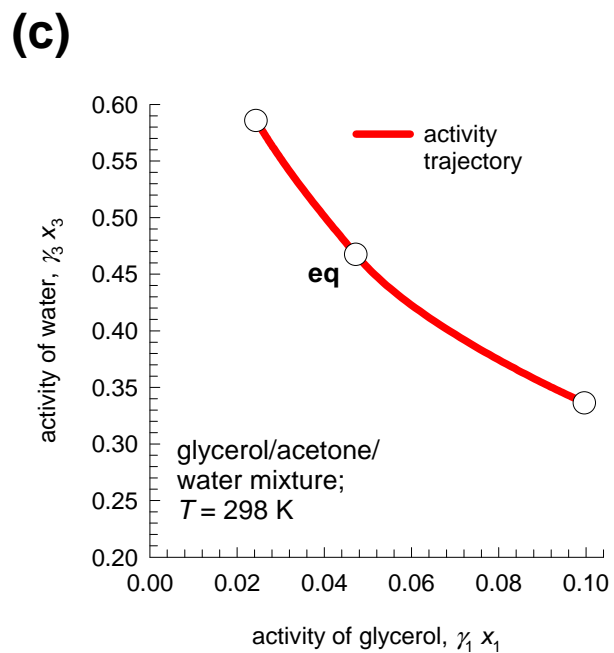 (c)
0.60
0.55
0.50
0.45
0.40
0.35
0.30
0.25
0.20
activity of water, γ₃ x₃
activity
trajectory
eq
glycerol/acetone/
water mixture;
T = 298 K
0.00 0.02 0.04 0.06 0.08 0.10
activity of glycerol, γ₁ x₁